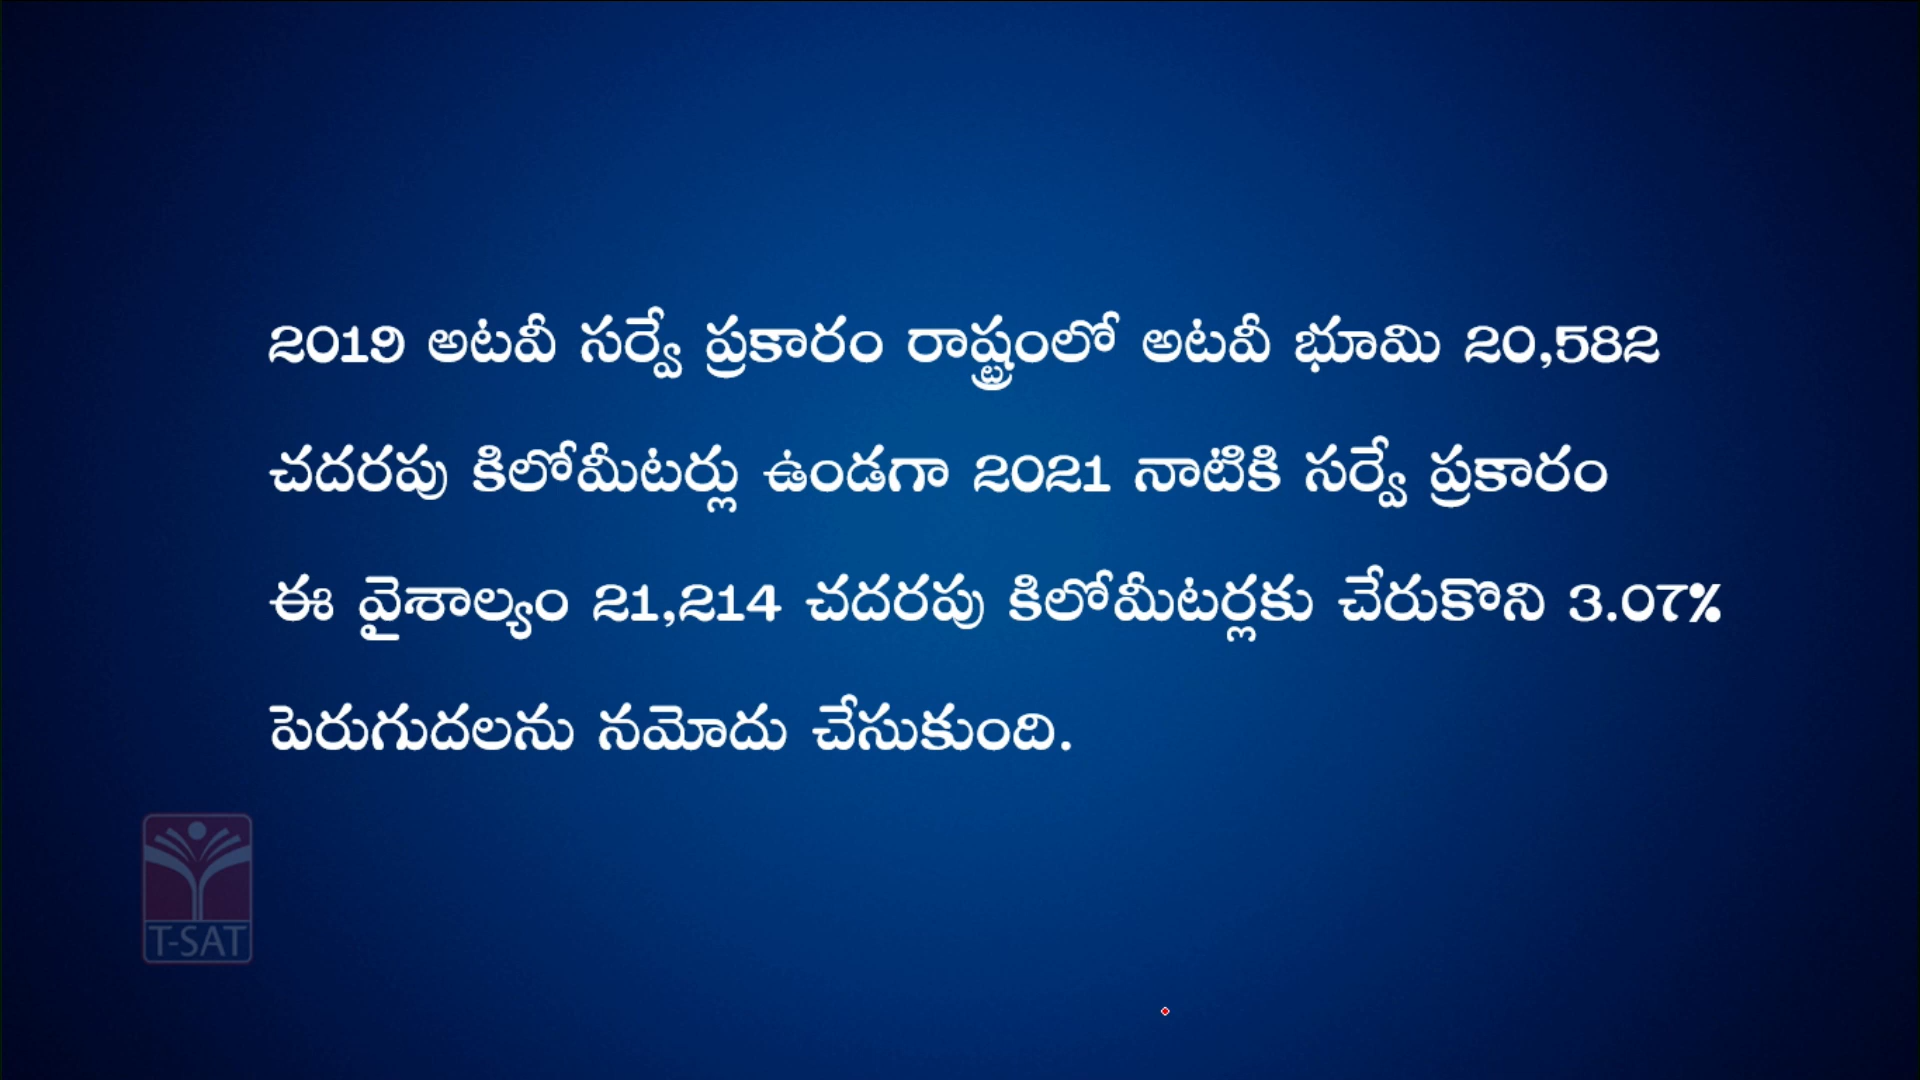 2019 అటవీ సర్వే ప్రకారం రాష్ట్రంలో అటవీ భూమి 20,582
చదరపు కిలోమీటర్లు ఉండగా 2021 నాటికి సర్వే ప్రకారం
ఈ వైశాల్యం 21,214 చదరపు కిలోమీటర్లకు చేరుకొని 3.07%
పెరుగుదలను నమోదు చేసుకుంది.
T-SAT